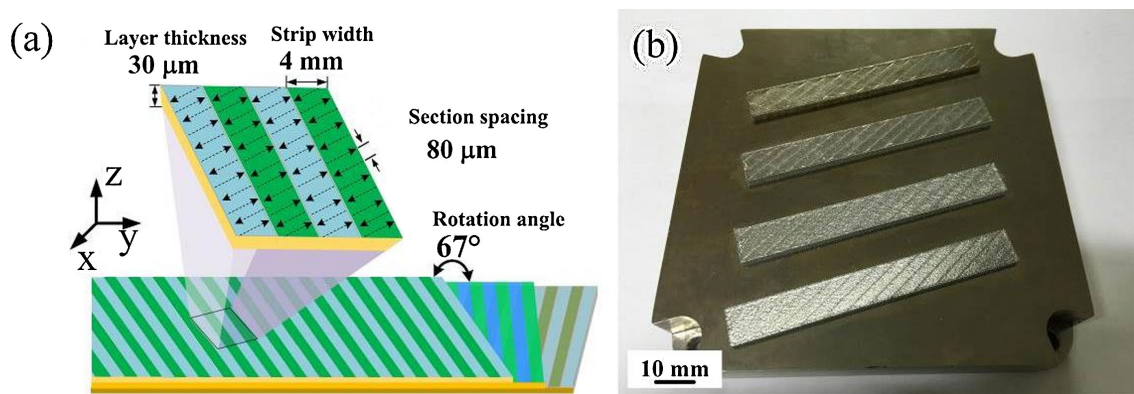 (a)
Layer thickness
30 μm
Strip width
4 mm
Section spacing
80 μm
z
y
x
Rotation angle
67°
(b)
10 mm